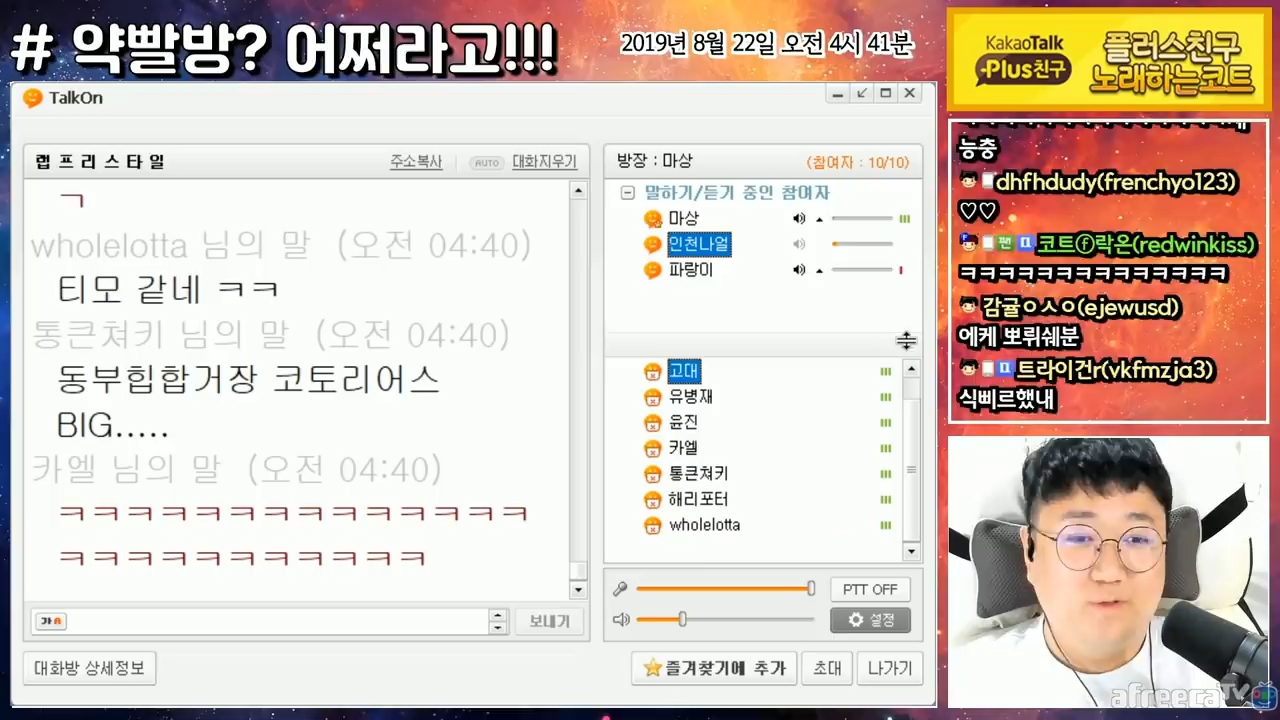 # 약빨방? 어쩌라고!!!
2019년 8월 22일 오전 4시 41분
KakaoTalk
Plus친구
플러스친구
노래하는코트
TalkOn
랩 프 리 스 타 일
주소복사
AUTO
대화지우기
ㄱ
wholelotta 님의 말 (오전 04:40)
티모 같네 ㅋㅋ
통큰쳐키 님의 말 (오전 04:40)
동부힙합거장 코토리어스
BIG.....
카엘 님의 말 (오전 04:40)
ㅋㅋㅋㅋㅋㅋㅋㅋㅋㅋㅋㅋㅋㅋ
ㅋㅋㅋㅋㅋㅋㅋㅋㅋㅋㅋ
가
보내기
대화방 상세정보
방장 : 마상
(참여자 : 10/10)
말하기/듣기 중인 참여자
마상
인천나얼
파랑이
고대
유병재
윤진
카엘
통큰쳐키
해리포터
wholelotta
PTT OFF
설정
즐겨찾기에 추가
초대
나가기
능충
dhfhdudy(frenchyo123)
♡♡
팬 코트ⓕ락온(redwinkiss)
ㅋㅋㅋㅋㅋㅋㅋㅋㅋㅋㅋㅋㅋㅋ
감귤ㅇㅅㅇ(ejewusd)
에케 뽀뤼쉐분
트라이건r(vkfmzja3)
식삐르했내
afreecaTV